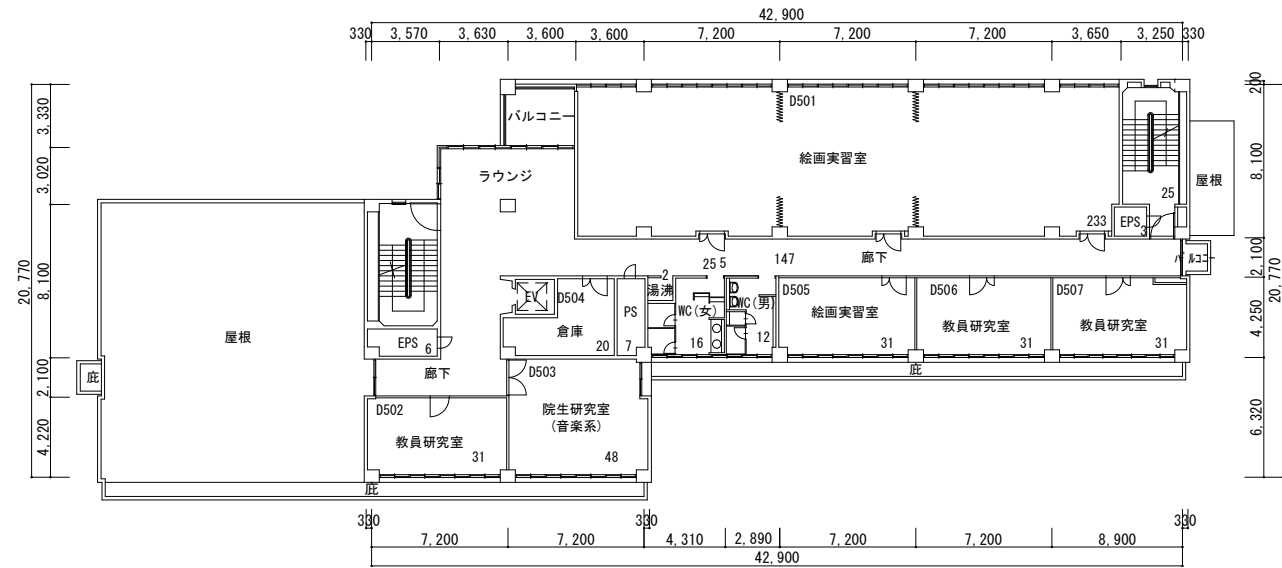 42,900
330 3,570 3,630 3,600 3,600 7,200 7,200 7,200 3,650 3,250 330
200
3,330
バルコニー
D501
絵画実習室
8,100
3,020
ラウンジ
屋根
25
EPS
3
233
20,770
8,100
25 5 147 廊下
バルコニー
2,100
20,770
2
湯沸
EV
D504
PS
WC(女)
WC(男)
D505
D506
D507
屋根
倉庫
絵画実習室
教員研究室
教員研究室
4,250
EPS
6
20
7
16
12
31
31
31
庇
2,100
廊下
D503
庇
D502
院生研究室
(音楽系)
6,320
4,220
教員研究室
31
48
庇
330 330 330
7,200 7,200 4,310 2,890 7,200 7,200 8,900
42,900